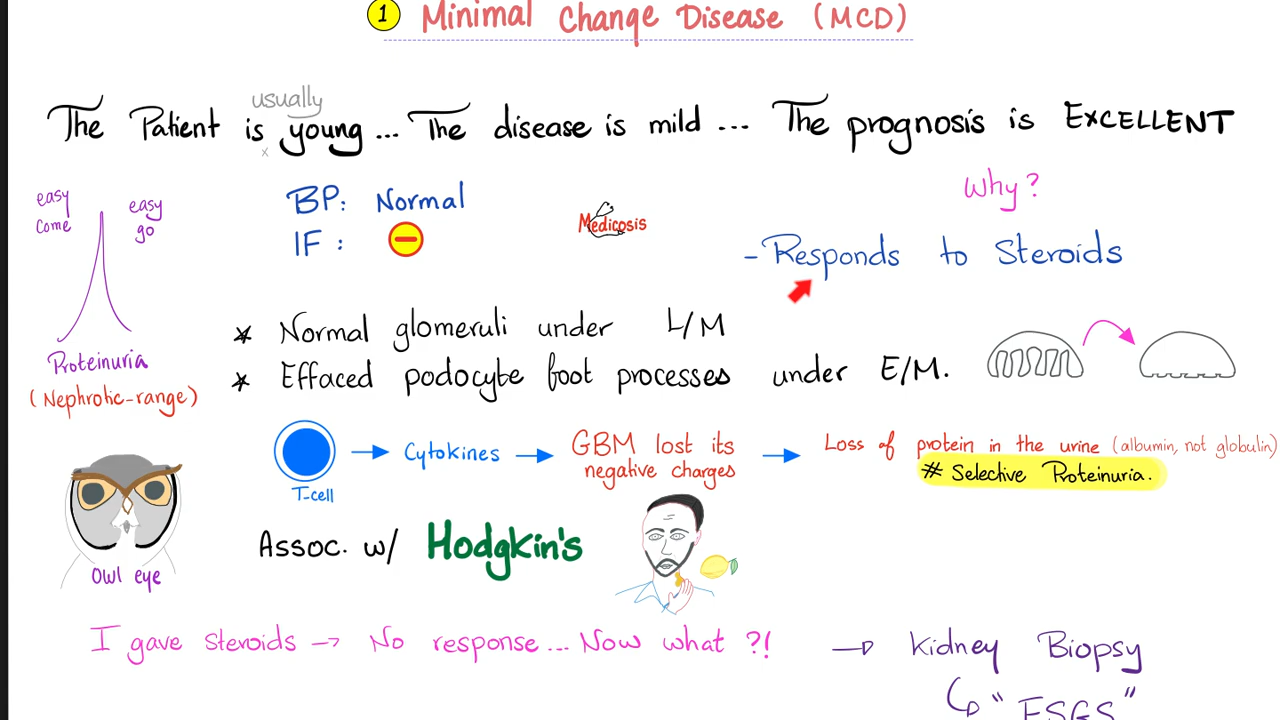 1 Minimal Change Disease (MCD)
usually
The Patient is young ... The disease is mild ... The prognosis is EXCELLENT
x
easy come
easy go
BP: Normal
IF: −
Medicosis
Why?
- Responds to Steroids
Proteinuria
(Nephrotic-range)
* Normal glomeruli under L/M
* Effaced podocyte foot processes under E/M.
T-cell
Cytokines
GBM lost its
negative charges
Loss of protein in the urine (albumin, not globulin)
# Selective Proteinuria.
Owl eye
Assoc. w/ Hodgkin's
I gave steroids → No response ... Now what ?! → Kidney Biopsy
↳ "FSGS"